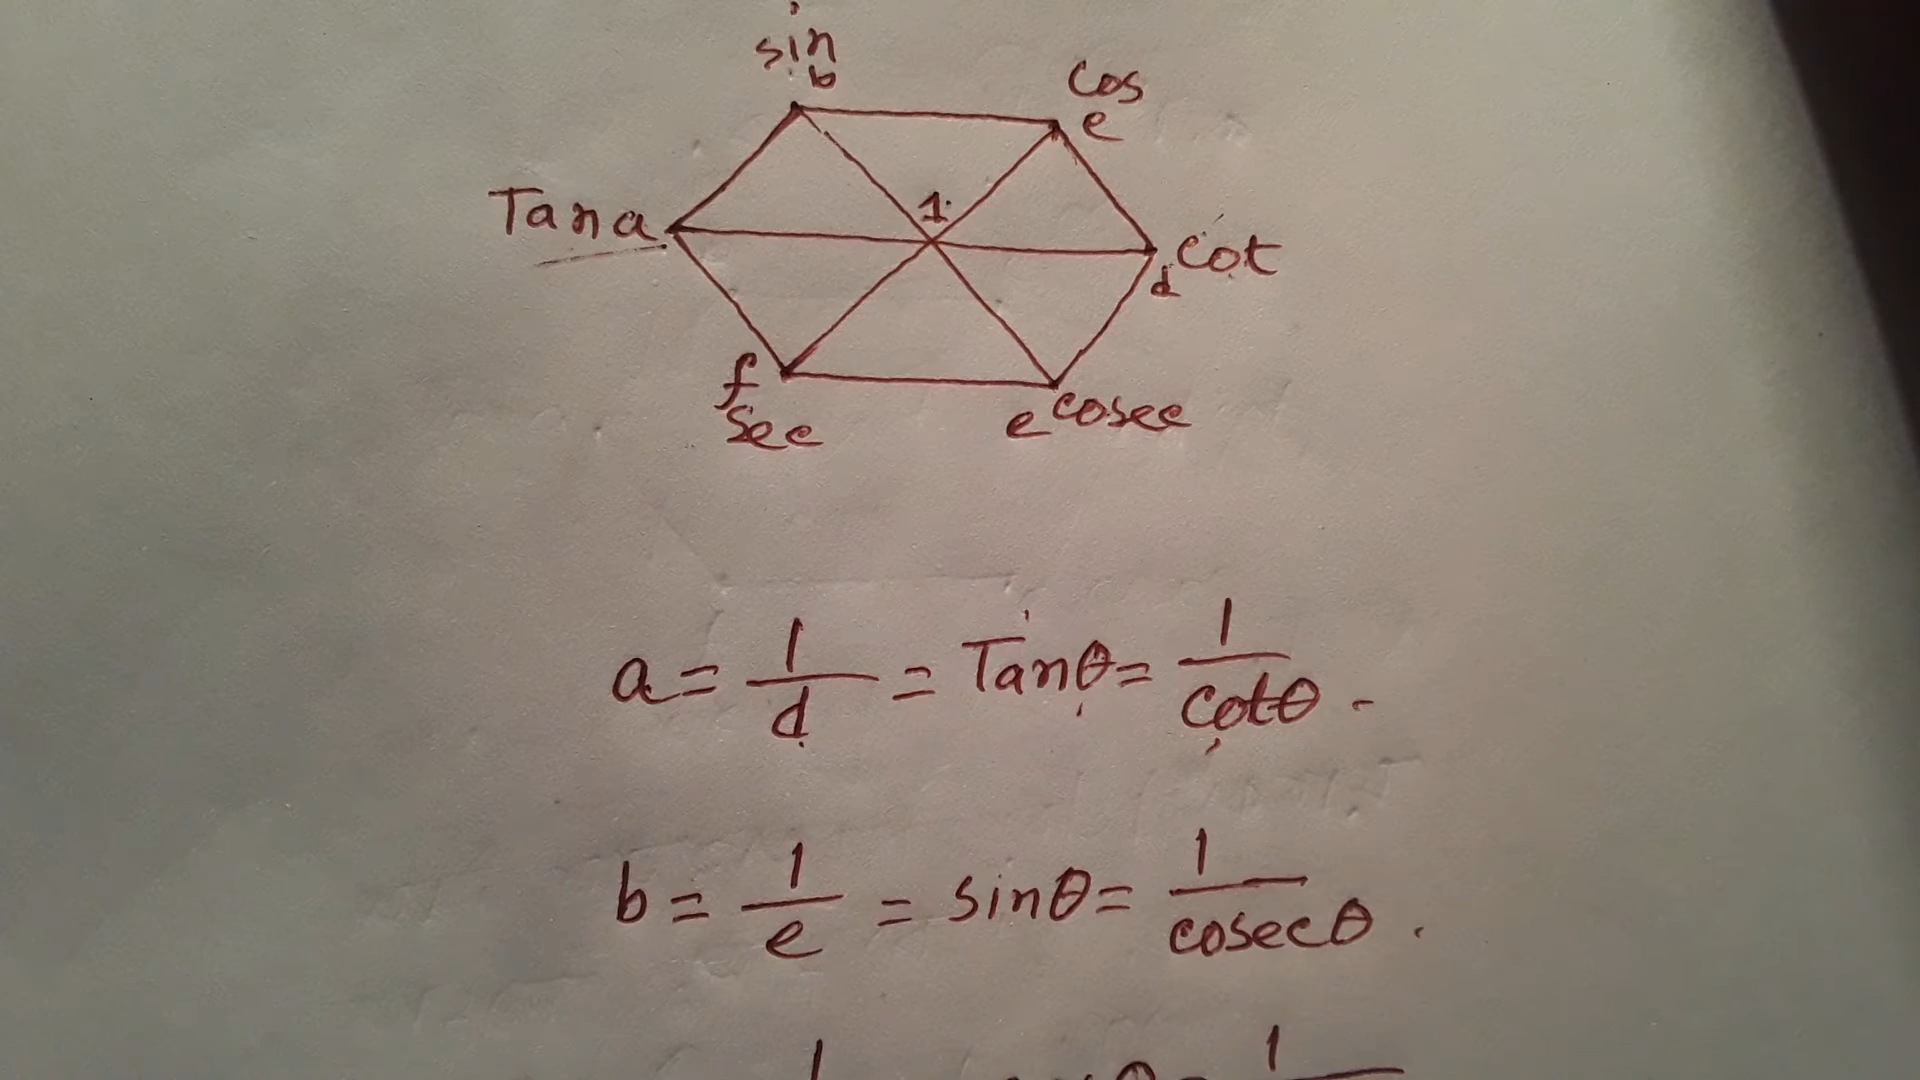 sin
b
cos
e
Tan a
1
cot
d
f
sec
e cosec
a = 1/d = Tanθ = 1/cotθ .
b = 1/e = sinθ = 1/cosecθ .